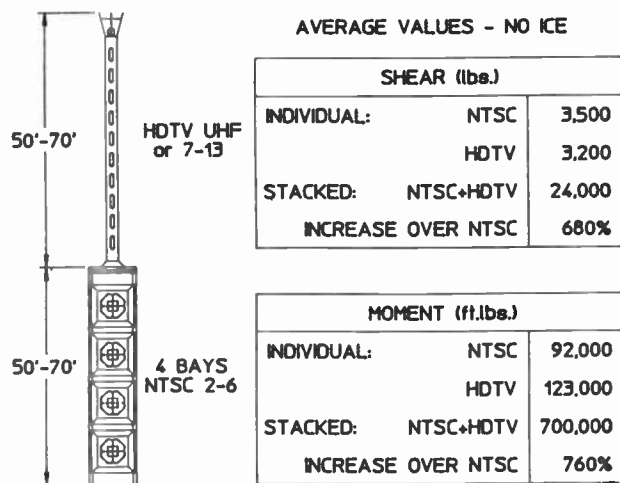 AVERAGE VALUES - NO ICE
50'-70'
HDTV UHF
or 7-13
50'-70'
4 BAYS
NTSC 2-6
SHEAR (lbs.)
INDIVIDUAL: NTSC 3,500
HDTV 3,200
STACKED: NTSC+HDTV 24,000
INCREASE OVER NTSC 680%
MOMENT (ft.lbs.)
INDIVIDUAL: NTSC 92,000
HDTV 123,000
STACKED: NTSC+HDTV 700,000
INCREASE OVER NTSC 760%